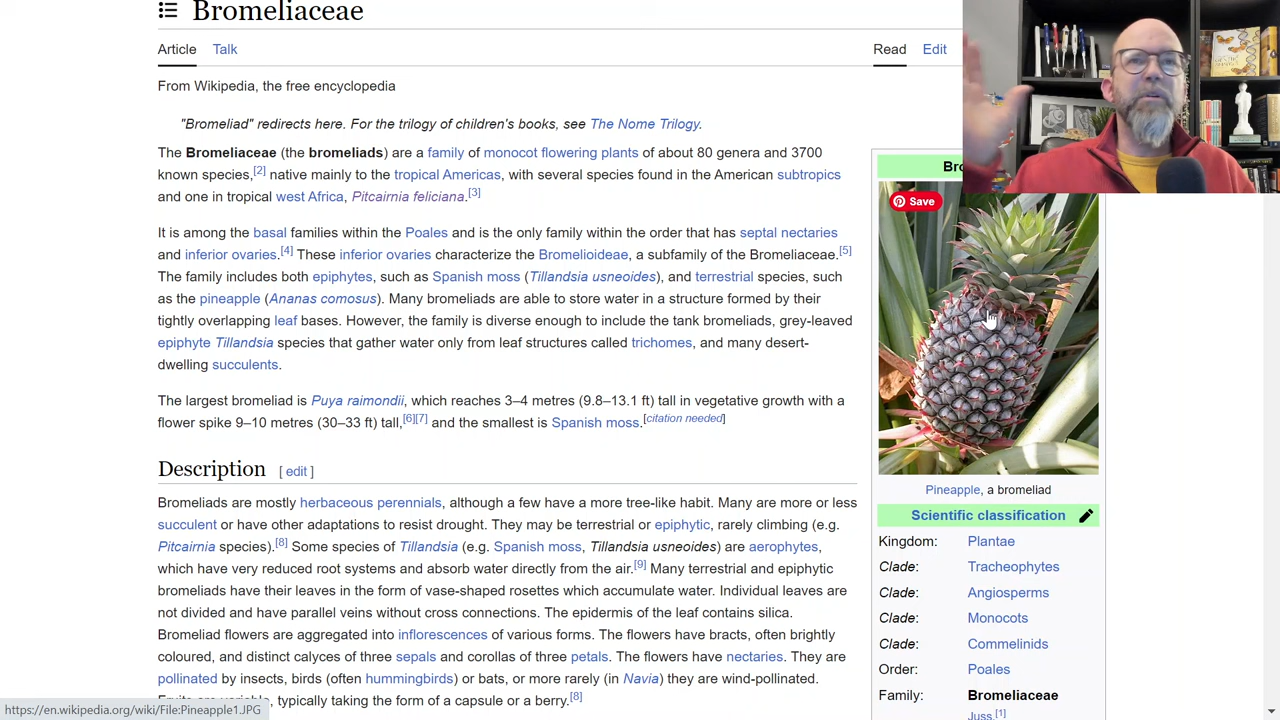 Bromeliaceae
Article Talk Read Edit
From Wikipedia, the free encyclopedia
"Bromeliad" redirects here. For the trilogy of children's books, see The Nome Trilogy.
The Bromeliaceae (the bromeliads) are a family of monocot flowering plants of about 80 genera and 3700
known species,[2] native mainly to the tropical Americas, with several species found in the American subtropics
and one in tropical west Africa, Pitcairnia feliciana.[3]
It is among the basal families within the Poales and is the only family within the order that has septal nectaries
and inferior ovaries.[4] These inferior ovaries characterize the Bromelioideae, a subfamily of the Bromeliaceae.[5]
The family includes both epiphytes, such as Spanish moss (Tillandsia usneoides), and terrestrial species, such
as the pineapple (Ananas comosus). Many bromeliads are able to store water in a structure formed by their
tightly overlapping leaf bases. However, the family is diverse enough to include the tank bromeliads, grey-leaved
epiphyte Tillandsia species that gather water only from leaf structures called trichomes, and many desert-
dwelling succulents.
The largest bromeliad is Puya raimondii, which reaches 3–4 metres (9.8–13.1 ft) tall in vegetative growth with a
flower spike 9–10 metres (30–33 ft) tall,[6][7] and the smallest is Spanish moss.[citation needed]
Description [ edit ]
Bromeliads are mostly herbaceous perennials, although a few have a more tree-like habit. Many are more or less
succulent or have other adaptations to resist drought. They may be terrestrial or epiphytic, rarely climbing (e.g.
Pitcairnia species).[8] Some species of Tillandsia (e.g. Spanish moss, Tillandsia usneoides) are aerophytes,
which have very reduced root systems and absorb water directly from the air.[9] Many terrestrial and epiphytic
bromeliads have their leaves in the form of vase-shaped rosettes which accumulate water. Individual leaves are
not divided and have parallel veins without cross connections. The epidermis of the leaf contains silica.
Bromeliad flowers are aggregated into inflorescences of various forms. The flowers have bracts, often brightly
coloured, and distinct calyces of three sepals and corollas of three petals. The flowers have nectaries. They are
pollinated by insects, birds (often hummingbirds) or bats, or more rarely (in Navia) they are wind-pollinated.
typically taking the form of a capsule or a berry.[8]
https://en.wikipedia.org/wiki/File:Pineapple1.JPG
Bro
Save
Pineapple, a bromeliad
Scientific classification
Kingdom: Plantae
Clade: Tracheophytes
Clade: Angiosperms
Clade: Monocots
Clade: Commelinids
Order: Poales
Family: Bromeliaceae
Juss.[1]